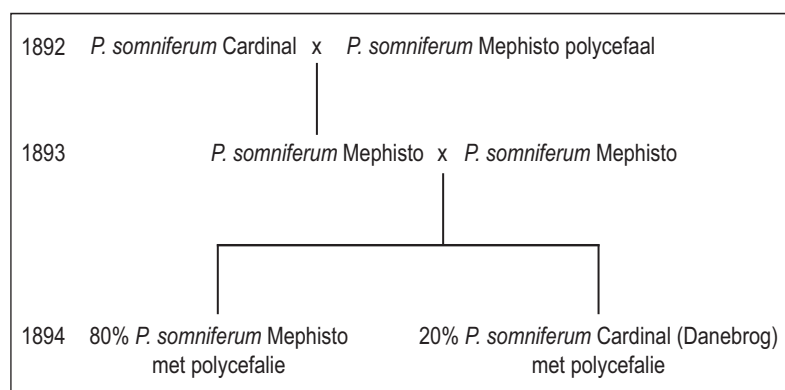 1892 P. somniferum Cardinal x P. somniferum Mephisto polycefaal
1893 P. somniferum Mephisto x P. somniferum Mephisto
1894 80% P. somniferum Mephisto 20% P. somniferum Cardinal (Danebrog)
met polycefalie met polycefalie